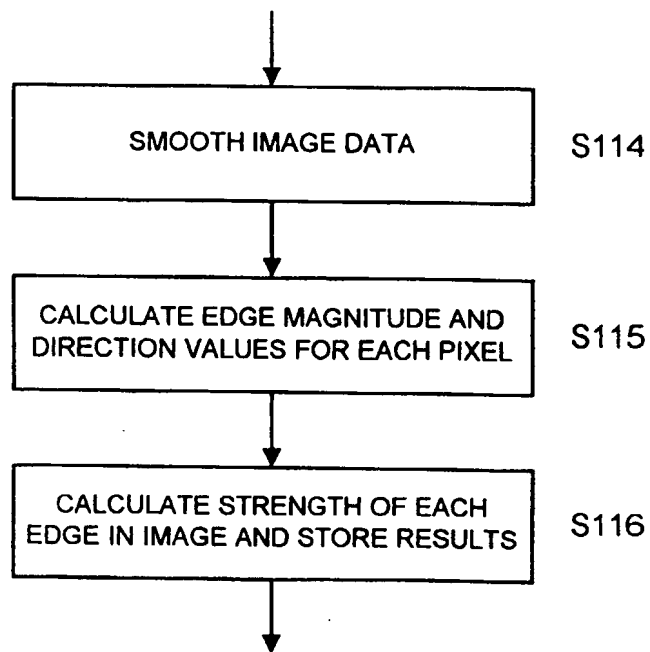 SMOOTH IMAGE DATA
S114
CALCULATE EDGE MAGNITUDE AND
DIRECTION VALUES FOR EACH PIXEL
S115
CALCULATE STRENGTH OF EACH
EDGE IN IMAGE AND STORE RESULTS
S116